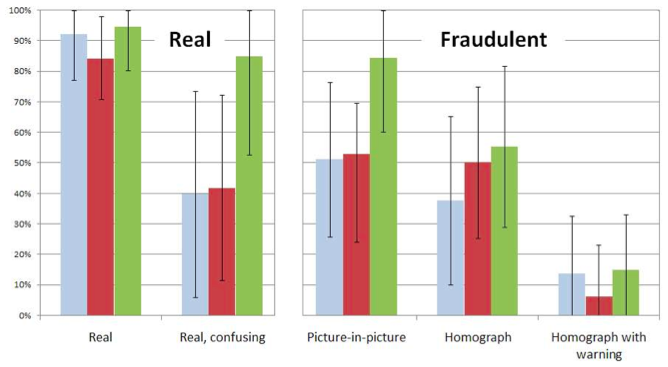 100%
90%
80%
70%
60%
50%
40%
30%
20%
10%
0%
Real
Fraudulent
Real
Real, confusing
Picture-in-picture
Homograph
Homograph with
warning